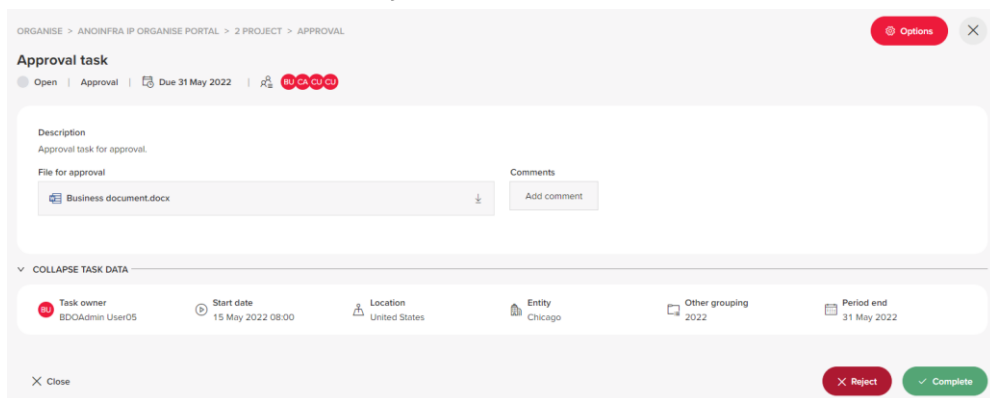 ORGANISE > ANOINFRA IP ORGANISE PORTAL > 2 PROJECT > APPROVAL
Options
Approval task
Open | Approval | Due 31 May 2022 | BU CA CU CU
Description
Approval task for approval.
File for approval
Comments
Business document.docx
Add comment
COLLAPSE TASK DATA
BU
Task owner
BDOAdmin User05
Start date
15 May 2022 08:00
Location
United States
Entity
Chicago
Other grouping
2022
Period end
31 May 2022
Close
Reject
Complete